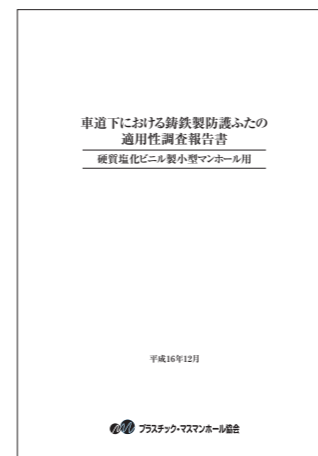 車道下における鋳鉄製防護ふたの
適用性調査報告書
硬質塩化ビニル製小型マンホール用
平成16年12月
プラスチック・マスマンホール協会